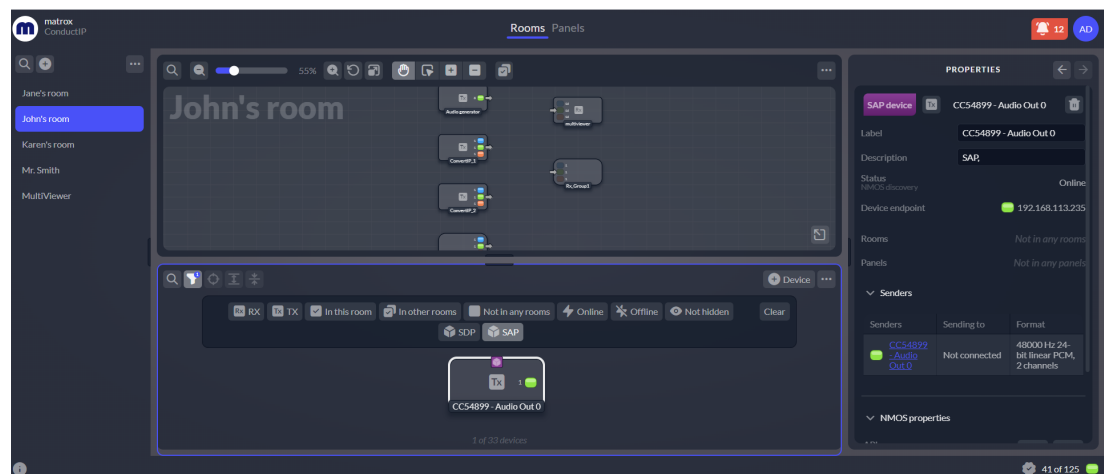 matrox
ConductIP
Rooms Panels
12
AD
Jane's room
John's room
Karen's room
Mr. Smith
MultiViewer
55%
John's room
Audio generator
multiviewer
ConvertIP_1
Rx_Group1
ConvertIP_2
Device
RX
TX
In this room
In other rooms
Not in any rooms
Online
Offline
Not hidden
Clear
SDP
SAP
Tx
1
CC54899 - Audio Out 0
1 of 33 devices
PROPERTIES
SAP device Tx CC54899 - Audio Out 0
Label CC54899 - Audio Out 0
Description SAP,
Status
NMOS discovery
Online
Device endpoint 192.168.113.235
Rooms Not in any rooms
Panels Not in any panels
Senders
Senders Sending to Format
CC54899
- Audio
Out 0
Not connected
48000 Hz 24-
bit linear PCM,
2 channels
NMOS properties
41 of 125